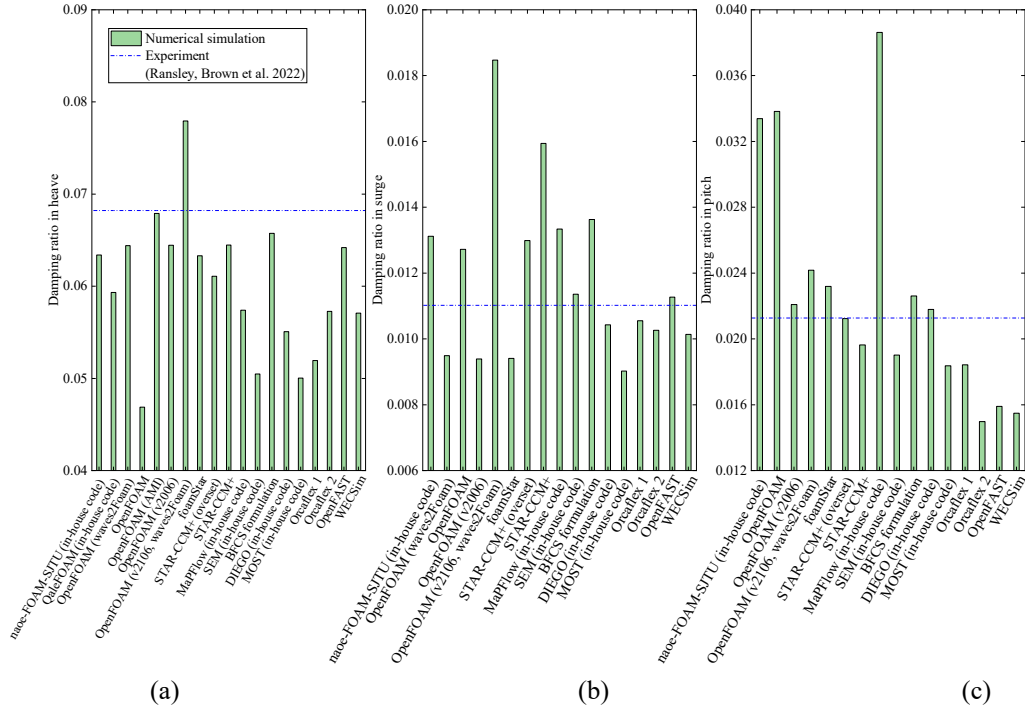 0.09
0.08
0.07
0.06
0.05
0.04
Damping ratio in heave
Numerical simulation
Experiment
(Ransley, Brown et al. 2022)
naoe-FOAM-SJTU (in-house code)
QaleFOAM (in-house code)
OpenFOAM (waves2Foam)
OpenFOAM
OpenFOAM (AMI)
OpenFOAM (v2006)
OpenFOAM (v2106, waves2Foam)
foamStar
STAR-CCM+ (overset)
STAR-CCM+
MaPFlow (in-house code)
SEM (in-house code)
BFCS formulation
DIEGO (in-house code)
MOST (in-house code)
Orcaflex 1
Orcaflex 2
OpenFAST
WECSim
(a)
0.020
0.018
0.016
0.014
0.012
0.010
0.008
0.006
Damping ratio in surge
naoe-FOAM-SJTU (in-house code)
OpenFOAM (waves2Foam)
OpenFOAM
OpenFOAM (v2006)
OpenFOAM (v2106, waves2Foam)
foamStar
STAR-CCM+ (overset)
STAR-CCM+
MaPFlow (in-house code)
SEM (in-house code)
BFCS formulation
DIEGO (in-house code)
MOST (in-house code)
Orcaflex 1
Orcaflex 2
OpenFAST
WECSim
(b)
0.040
0.036
0.032
0.028
0.024
0.020
0.016
0.012
Damping ratio in pitch
naoe-FOAM-SJTU (in-house code)
OpenFOAM
OpenFOAM (v2006)
OpenFOAM (v2106, waves2Foam)
foamStar
STAR-CCM+ (overset)
STAR-CCM+
MaPFlow (in-house code)
SEM (in-house code)
BFCS formulation
DIEGO (in-house code)
MOST (in-house code)
Orcaflex 1
Orcaflex 2
OpenFAST
WECSim
(c)